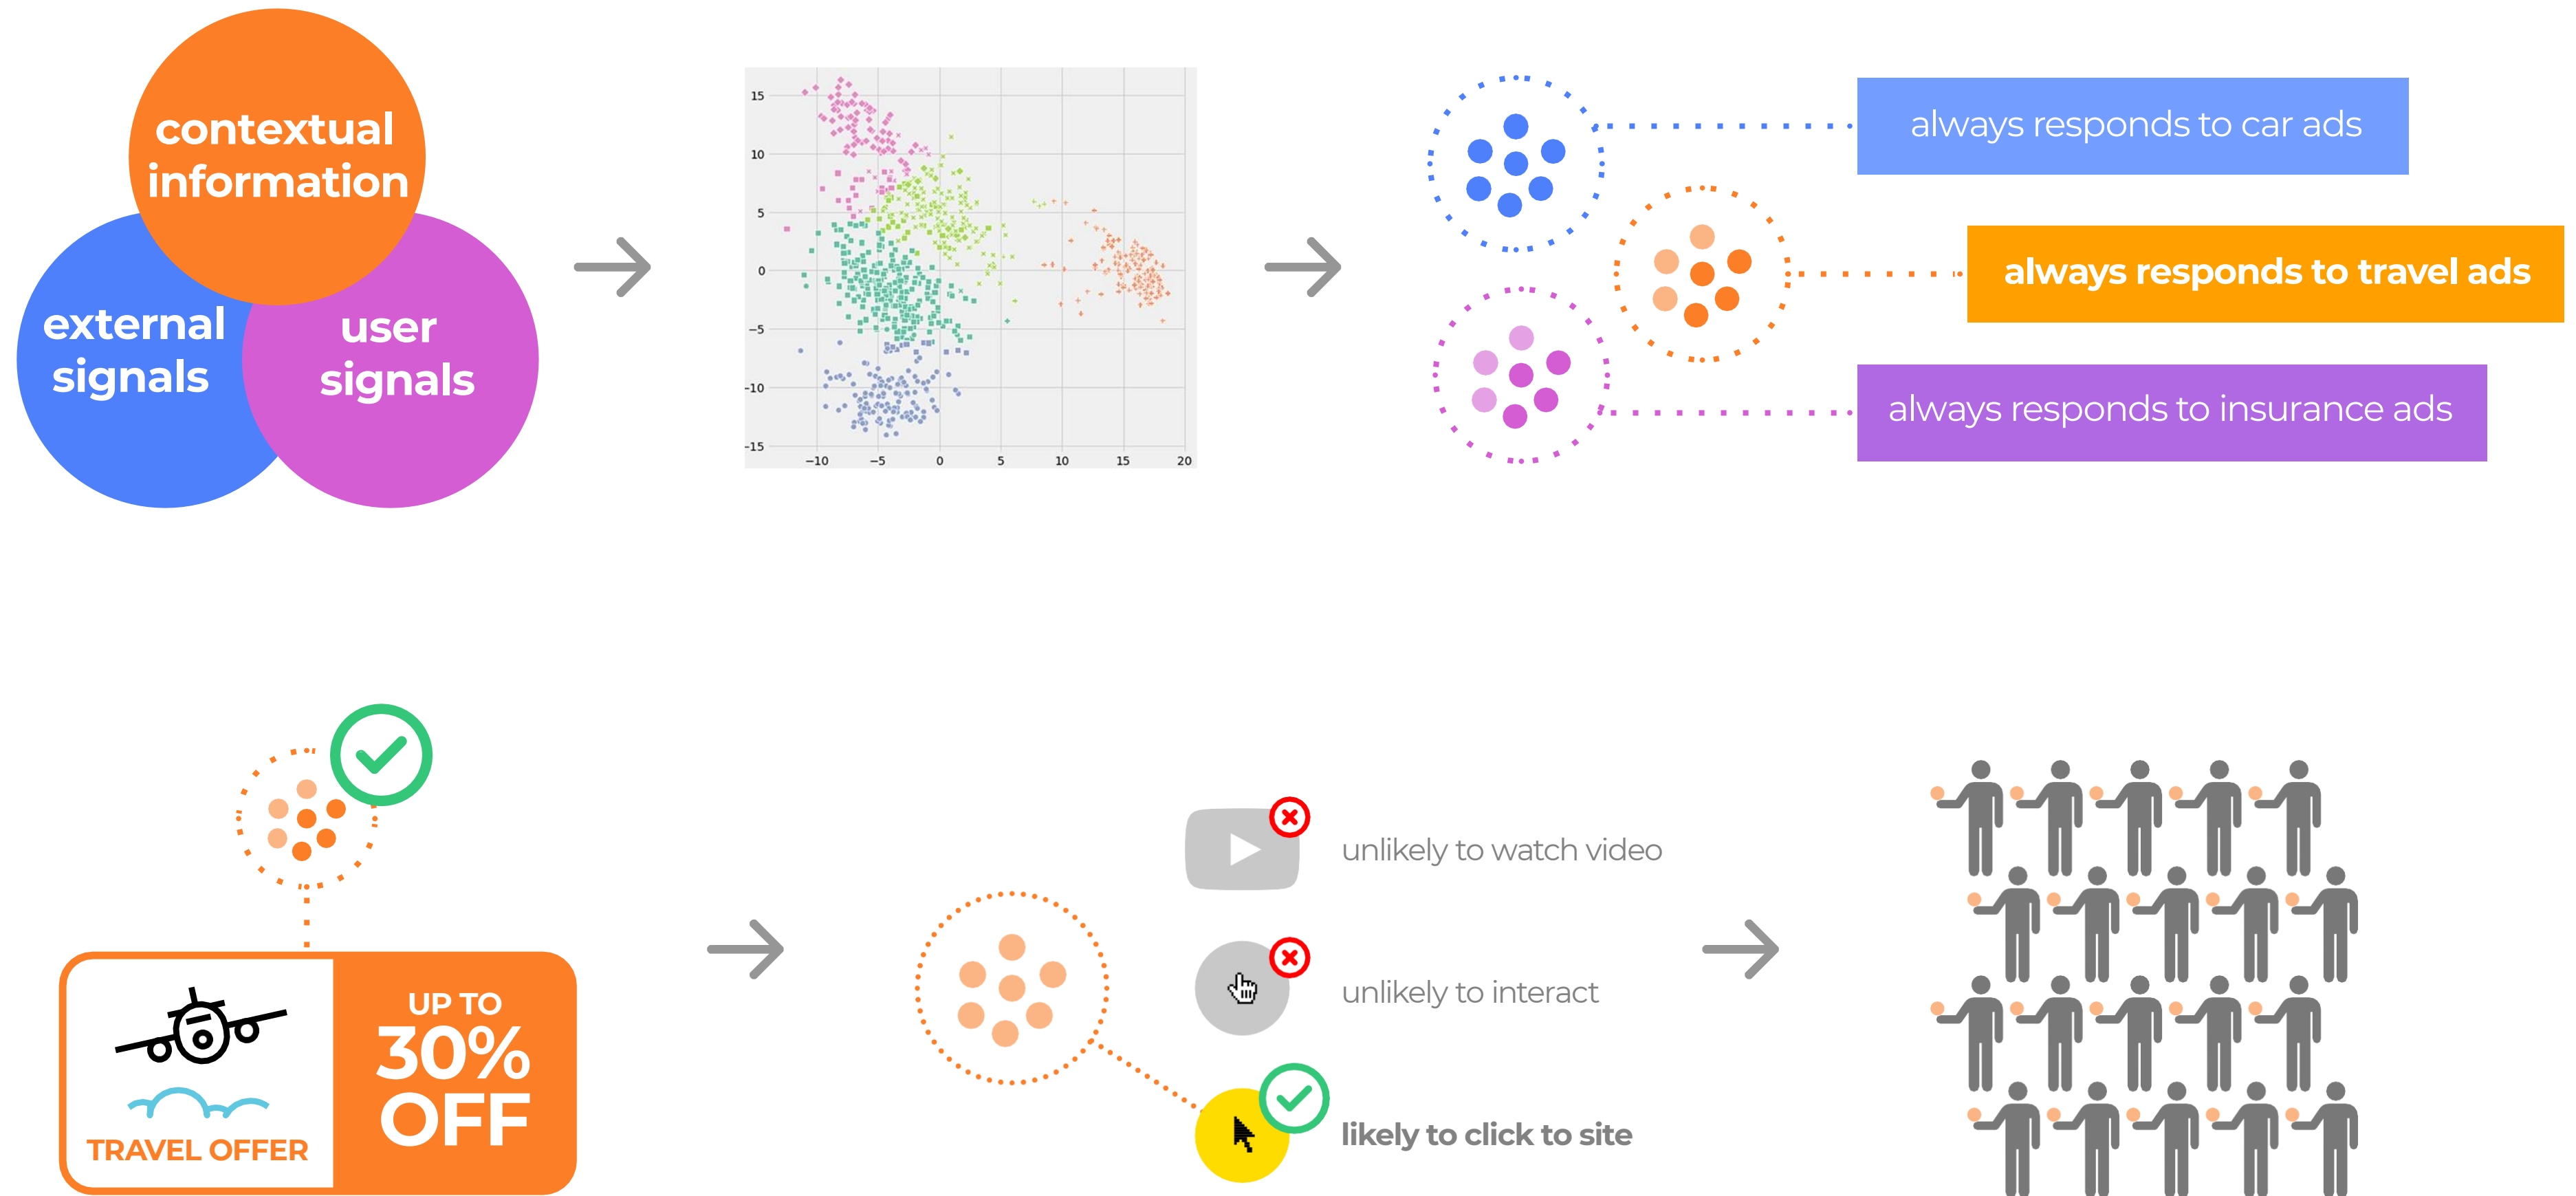 contextual
information
external
signals
user
signals
15
10
5
0
−5
−10
−15
−10
−5
0
5
10
15
20
always responds to car ads
always responds to travel ads
always responds to insurance ads
UP TO
30%
OFF
TRAVEL OFFER
unlikely to watch video
unlikely to interact
likely to click to site